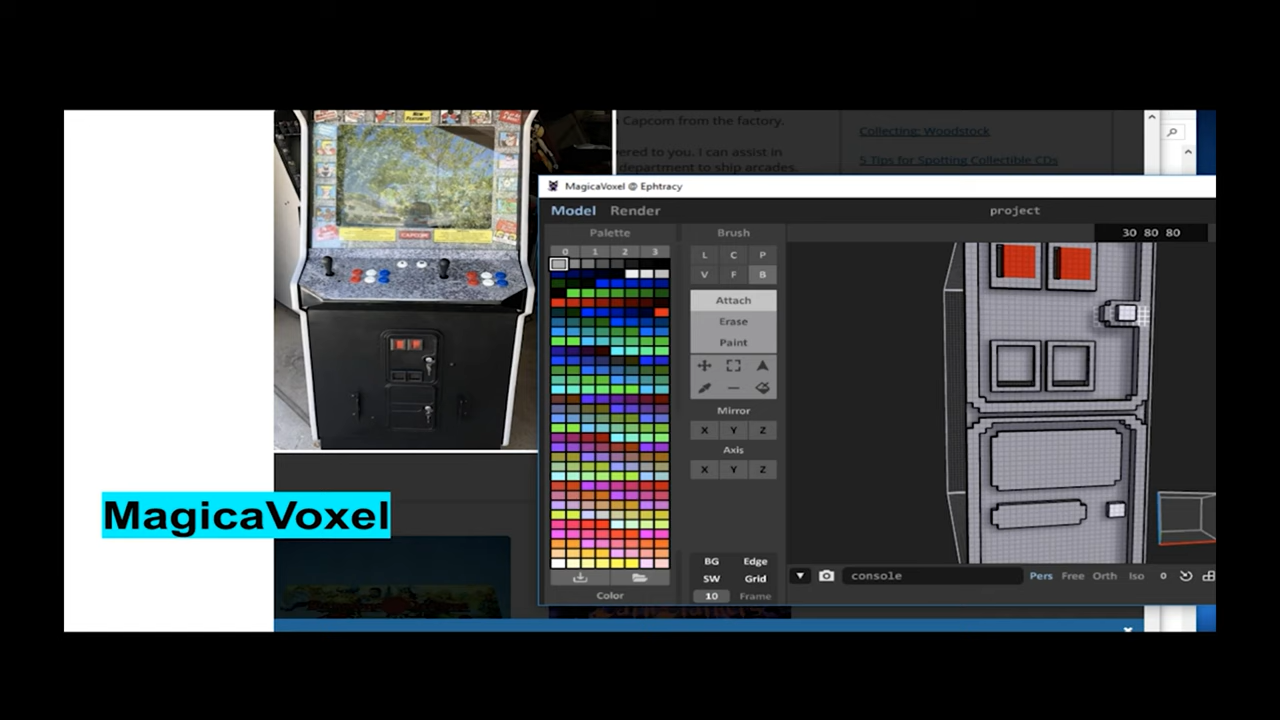 Capcom from the factory.
ered to you. I can assist in
department to ship arcades.
Collecting: Woodstock
5 Tips for Spotting Collectible CDs
CAPCOM
MagicaVoxel @ Ephtracy
Model Render
project
Palette
Brush
30 80 80
0 1 2 3
L C P
V F B
Attach
Erase
Paint
Mirror
X Y Z
Axis
X Y Z
BG Edge
SW Grid
10 Frame
Color
console
Pers Free Orth Iso 0
MagicaVoxel